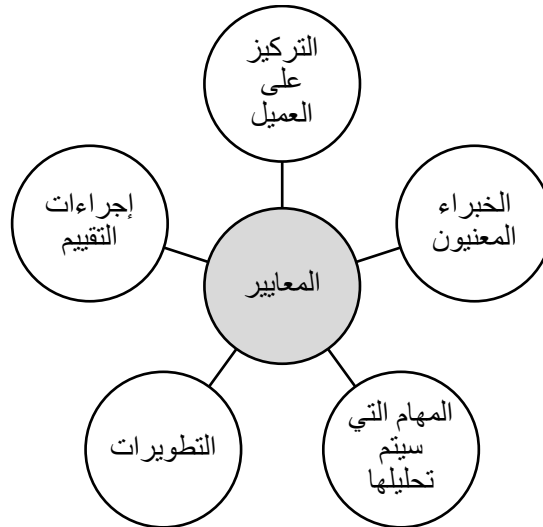 التركيز
على
العميل
إجراءات
التقييم
الخبراء
المعنيون
المعايير
التطويرات
المهام التي
سيتم
تحليلها